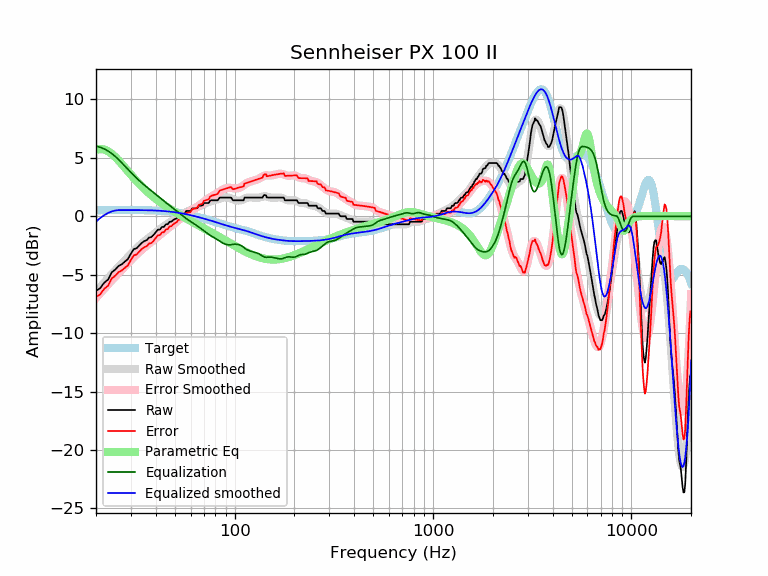 Sennheiser PX 100 II
Amplitude (dBr)
10
5
0
−5
−10
−15
−20
−25
Target
Raw Smoothed
Error Smoothed
Raw
Error
Parametric Eq
Equalization
Equalized smoothed
100
1000
10000
Frequency (Hz)